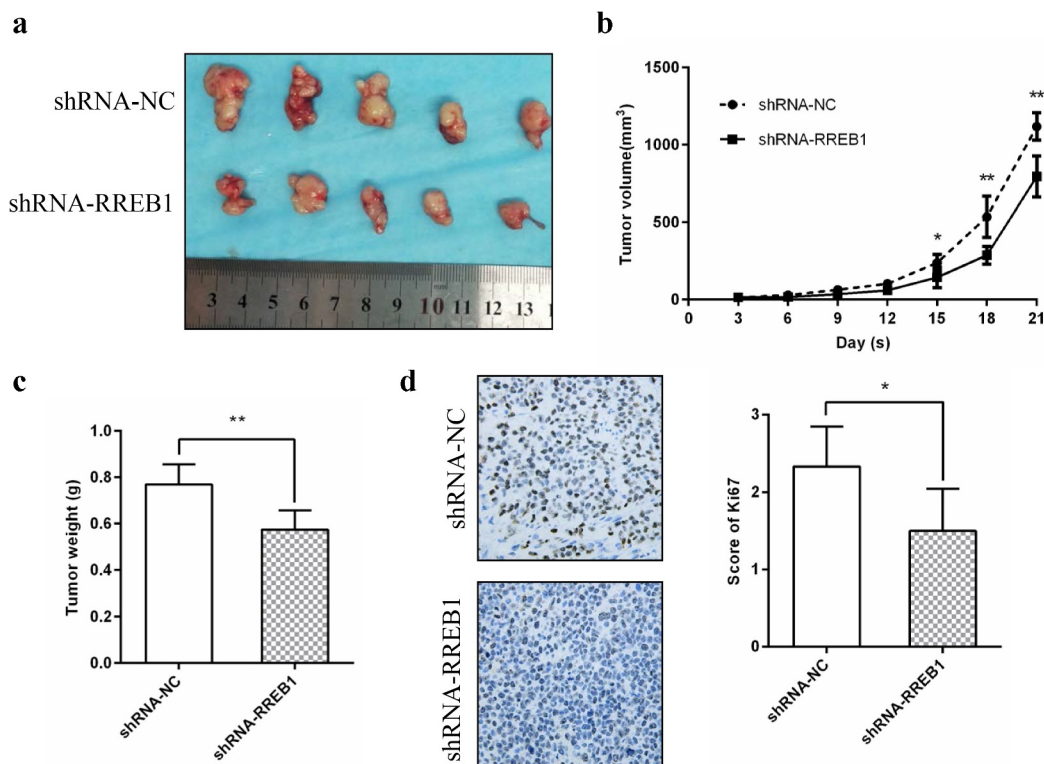 a
shRNA-NC
shRNA-RREB1
3 4 5 6 7 8 9 10 11 12 13
b
1500
1000
500
0
Tumor volume(mm³)
shRNA-NC
shRNA-RREB1
*
**
**
0 3 6 9 12 15 18 21
Day (s)
c
1.0
0.8
0.6
0.4
0.2
0.0
Tumor weight (g)
**
shRNA-NC
shRNA-RREB1
d
shRNA-NC
shRNA-RREB1
3
2
1
0
Score of Ki67
*
shRNA-NC
shRNA-RREB1